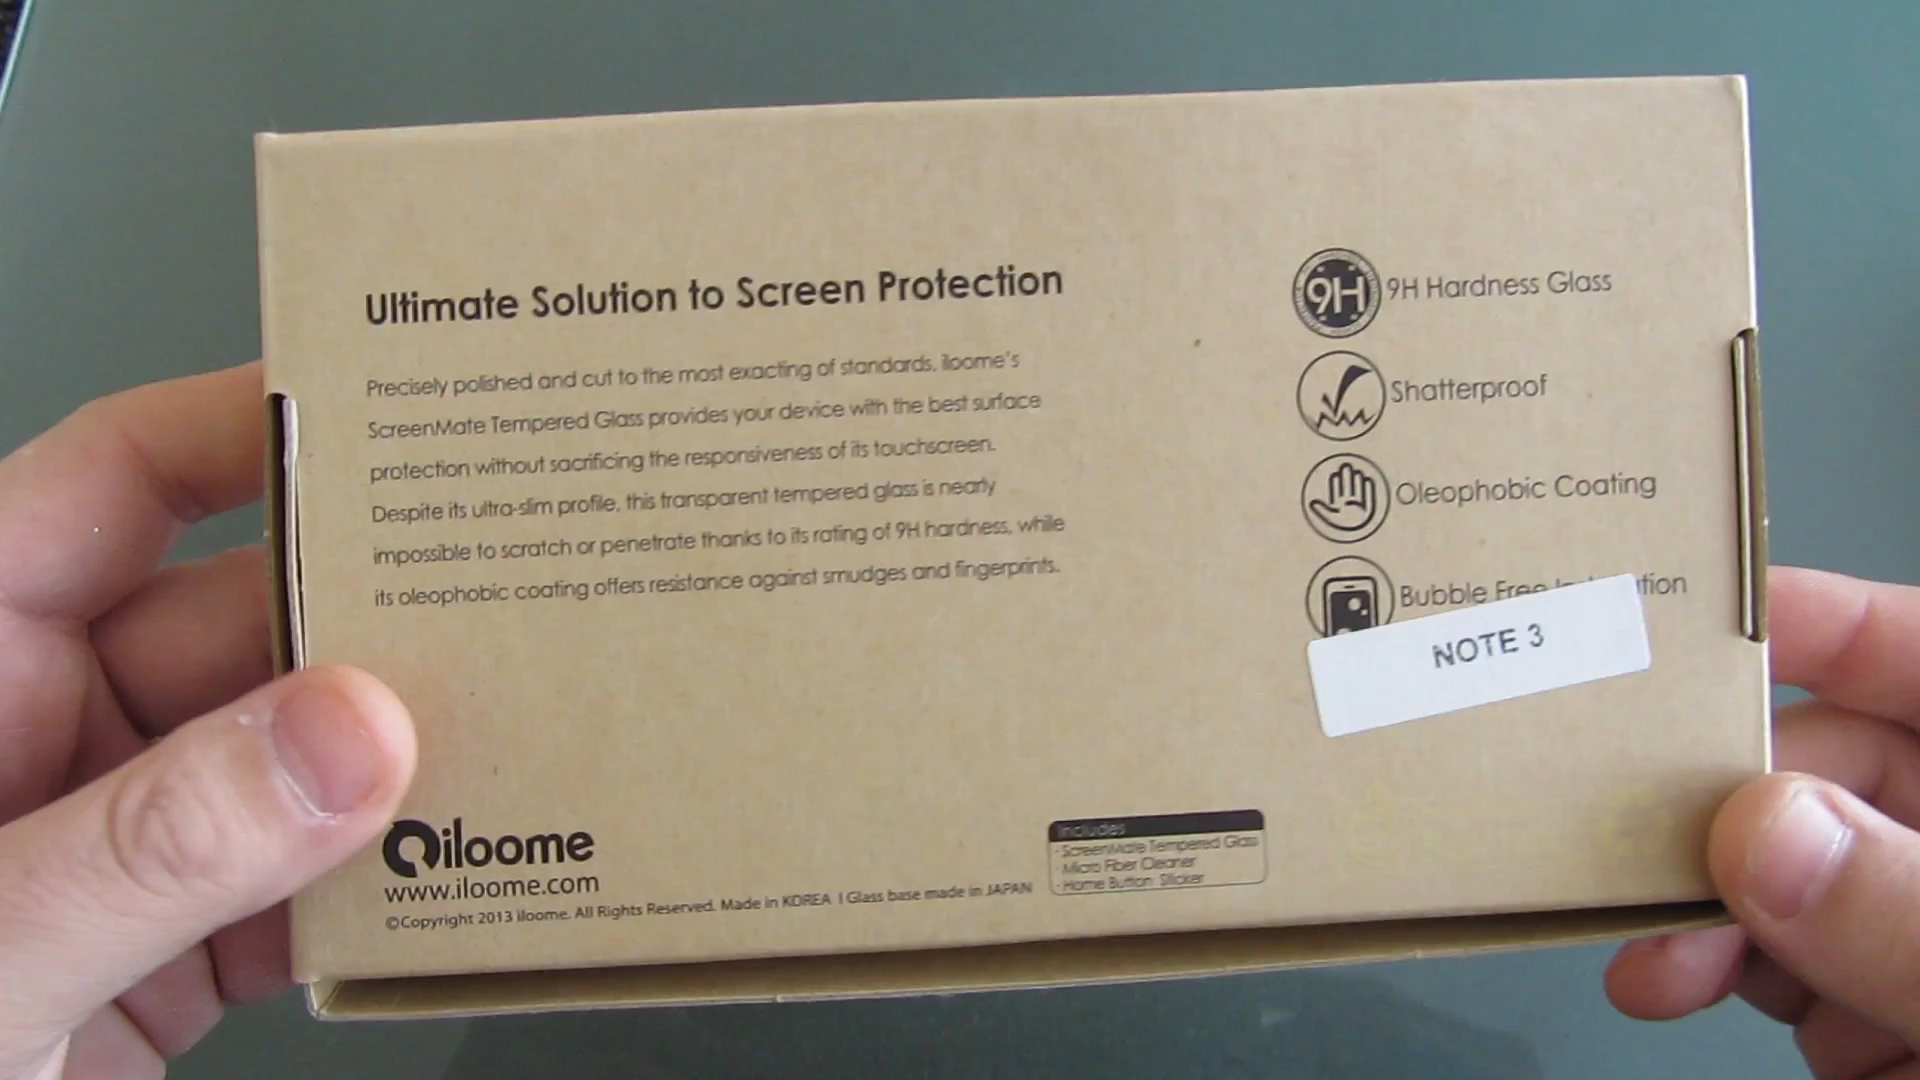 Ultimate Solution to Screen Protection
Precisely polished and cut to the most exacting of standards, iloome's
ScreenMate Tempered Glass provides your device with the best surface
protection without sacrificing the responsiveness of its touchscreen.
Despite its ultra-slim profile, this transparent tempered glass is nearly
impossible to scratch or penetrate thanks to its rating of 9H hardness, while
its oleophobic coating offers resistance against smudges and fingerprints.
9H
9H Hardness Glass
Shatterproof
Oleophobic Coating
Bubble Free
NOTE 3
iloome
www.iloome.com
©Copyright 2013 iloome. All Rights Reserved. Made in KOREA | Glass base made in JAPAN
Includes
- ScreenMate Tempered Glass
- Micro Fiber Cleaner
- Home Button Sticker